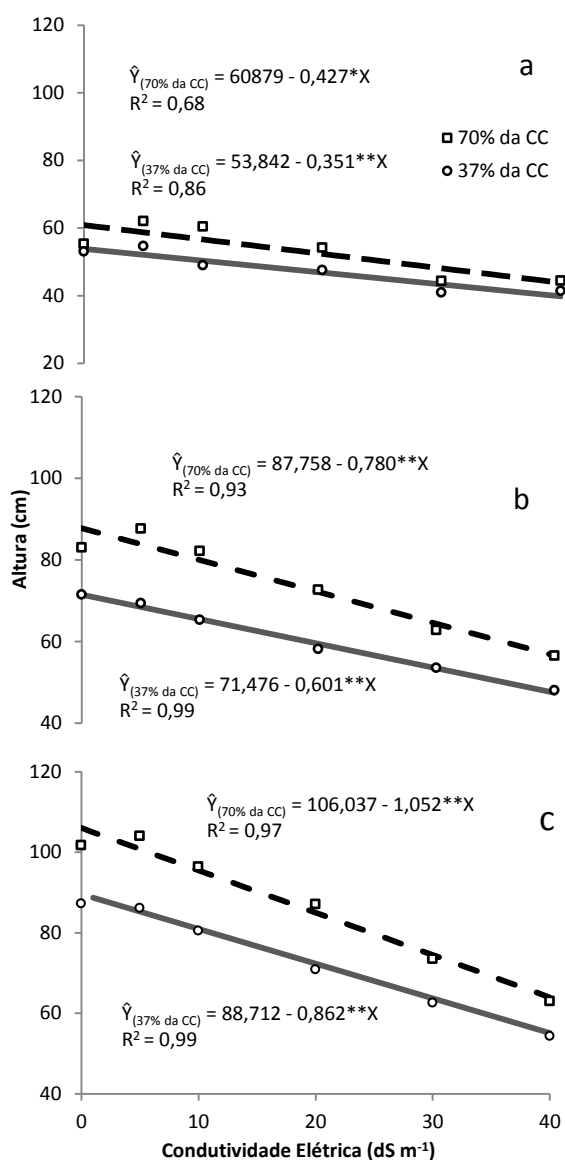 120
100
80
60
40
20
Ŷ(70% da CC) = 60879 - 0,427*X
R² = 0,68
Ŷ(37% da CC) = 53,842 - 0,351**X
R² = 0,86
a
70% da CC
37% da CC
120
100
80
60
40
Altura (cm)
Ŷ(70% da CC) = 87,758 - 0,780**X
R² = 0,93
b
Ŷ(37% da CC) = 71,476 - 0,601**X
R² = 0,99
120
100
80
60
40
Ŷ(70% da CC) = 106,037 - 1,052**X
R² = 0,97
c
Ŷ(37% da CC) = 88,712 - 0,862**X
R² = 0,99
0 10 20 30 40
Condutividade Elétrica (dS m⁻¹)